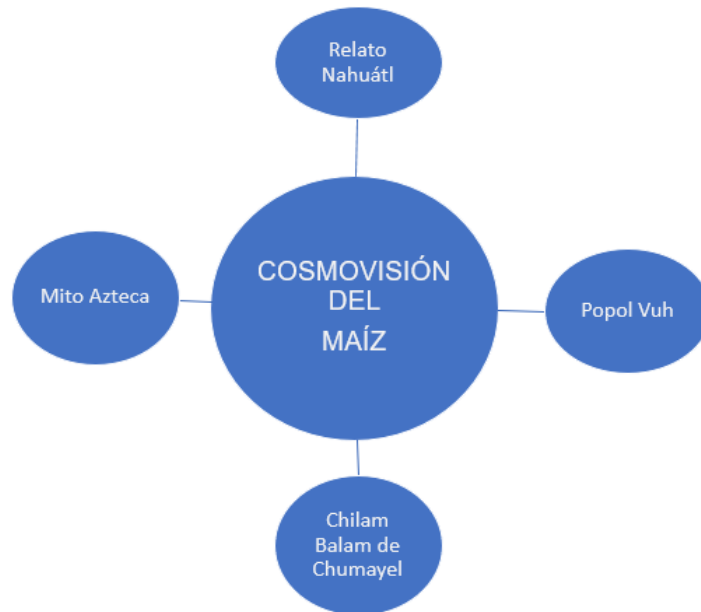 Relato
Nahuátl
COSMOVISIÓN
DEL
MAÍZ
Mito Azteca
Popol Vuh
Chilam
Balam de
Chumayel